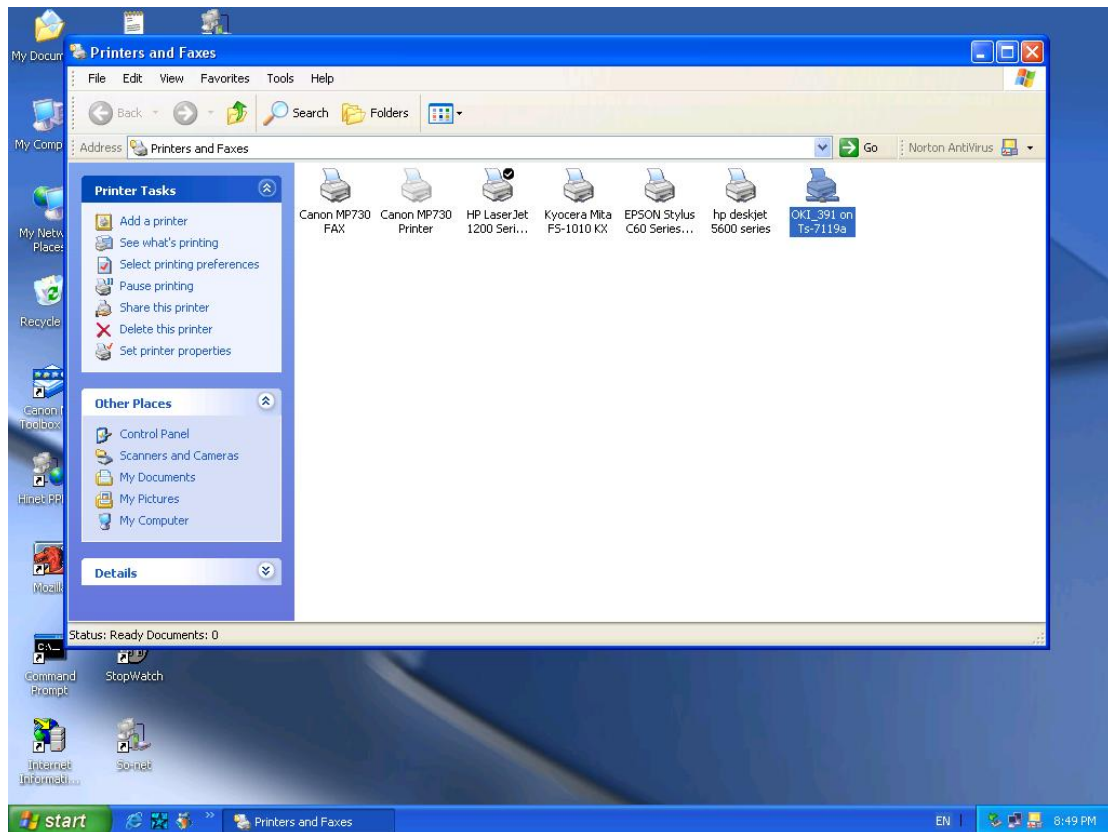 My Docum
Printers and Faxes
File Edit View Favorites Tools Help
Back Search Folders
My Comp
Address Printers and Faxes Go Norton AntiVirus
Printer Tasks
Add a printer
See what's printing
Select printing preferences
Pause printing
Share this printer
Delete this printer
Set printer properties
Canon MP730
FAX
Canon MP730
Printer
HP LaserJet
1200 Seri...
Kyocera Mita
FS-1010 KX
EPSON Stylus
C60 Series...
hp deskjet
5600 series
OKI_391 on
Ts-7119a
My Netw
Places
Recycle
Other Places
Control Panel
Scanners and Cameras
My Documents
My Pictures
My Computer
Canon
Toolbox
Hinet PP
Details
Mozill
Status: Ready Documents: 0
C:\_
Command
Prompt
StopWatch
Internet
Informati...
So-net
start
Printers and Faxes
EN
8:49 PM